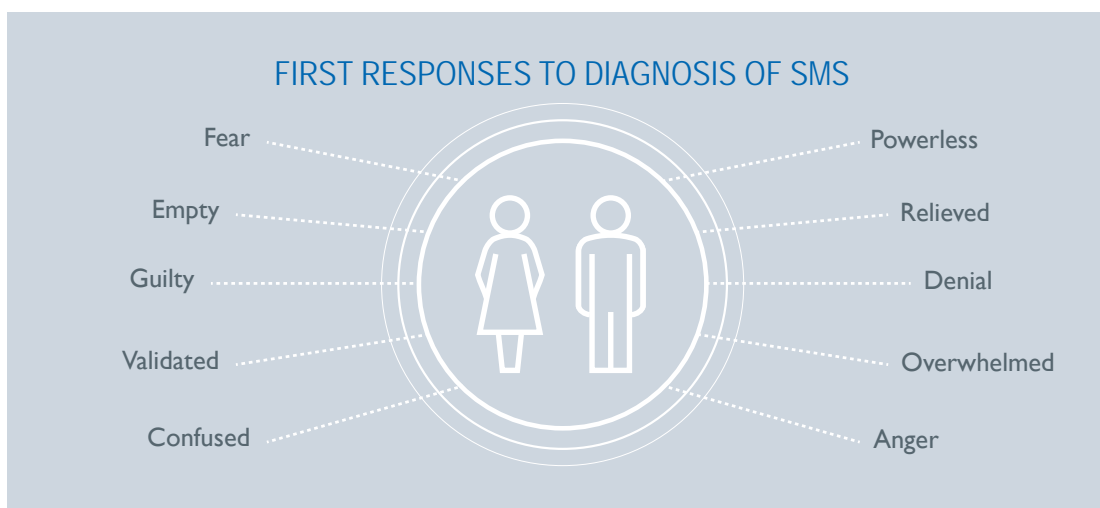 FIRST RESPONSES TO DIAGNOSIS OF SMS
Fear
Empty
Guilty
Validated
Confused
Powerless
Relieved
Denial
Overwhelmed
Anger